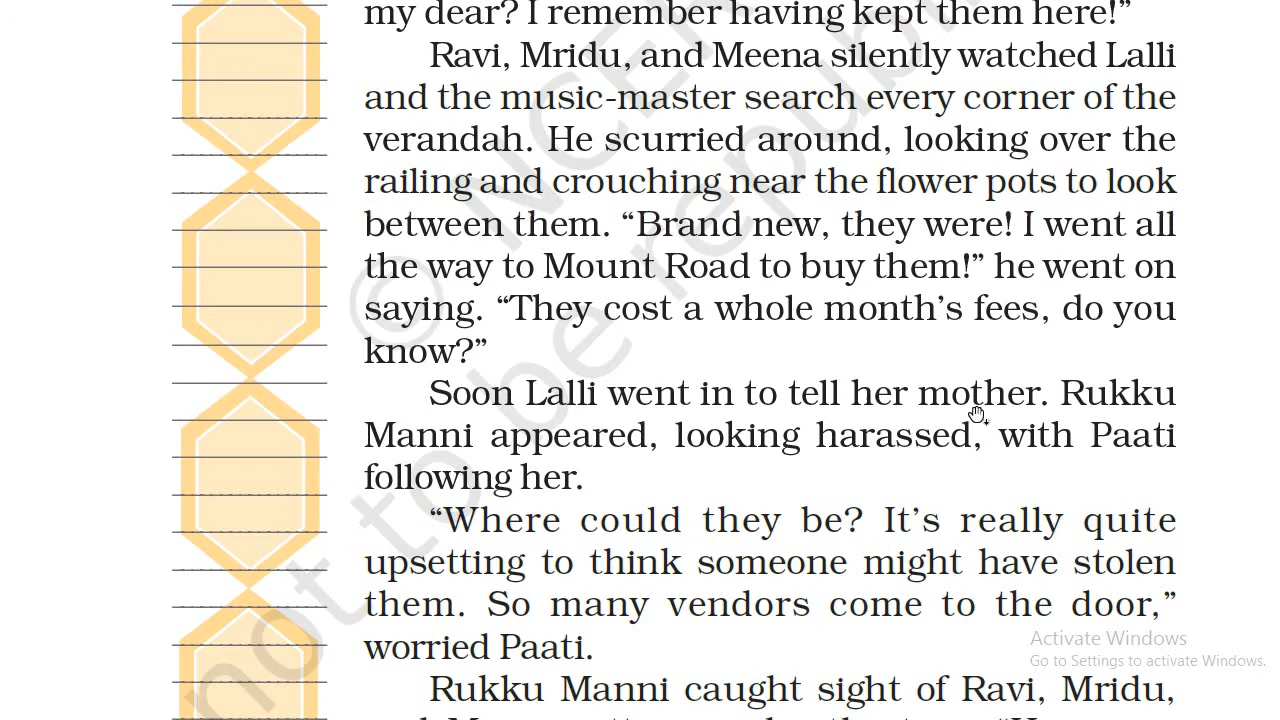 my dear? I remember having kept them here!”
Ravi, Mridu, and Meena silently watched Lalli
and the music-master search every corner of the
verandah. He scurried around, looking over the
railing and crouching near the flower pots to look
between them. “Brand new, they were! I went all
the way to Mount Road to buy them!” he went on
saying. “They cost a whole month’s fees, do you
know?”
Soon Lalli went in to tell her mother. Rukku
Manni appeared, looking harassed, with Paati
following her.
“Where could they be? It’s really quite
upsetting to think someone might have stolen
them. So many vendors come to the door,”
worried Paati.
Rukku Manni caught sight of Ravi, Mridu,
© NCER
not to be republi
Activate Windows
Go to Settings to activate Windows.